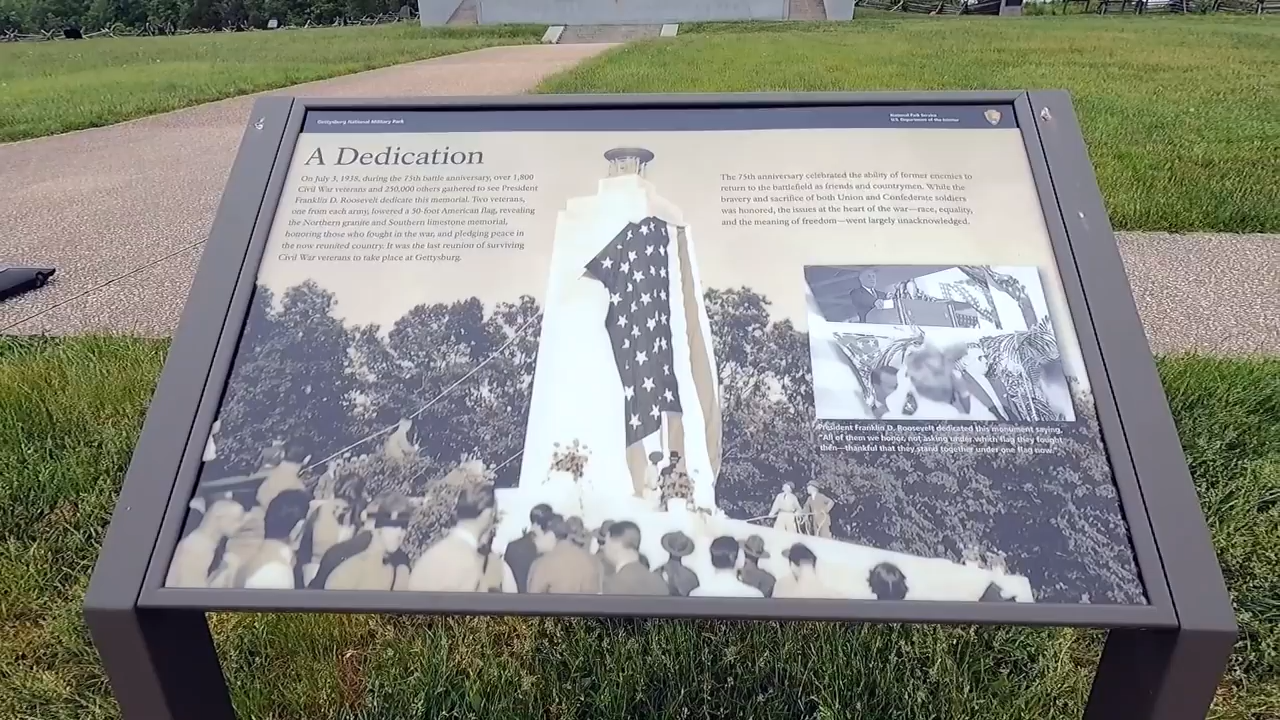 Gettysburg National Military Park
National Park Service
U.S. Department of the Interior
A Dedication
On July 3, 1938, during the 75th battle anniversary, over 1,800
Civil War veterans and 250,000 others gathered to see President
Franklin D. Roosevelt dedicate this memorial. Two veterans,
one from each army, lowered a 50-foot American flag, revealing
the Northern granite and Southern limestone memorial,
honoring those who fought in the war, and pledging peace in
the now reunited country. It was the last reunion of surviving
Civil War veterans to take place at Gettysburg.
The 75th anniversary celebrated the ability of former enemies to
return to the battlefield as friends and countrymen. While the
bravery and sacrifice of both Union and Confederate soldiers
was honored, the issues at the heart of the war—race, equality,
and the meaning of freedom—went largely unacknowledged.
President Franklin D. Roosevelt dedicated this monument saying,
"All of them we honor, not asking under which flag they fought
then—thankful that they stand together under one flag now."